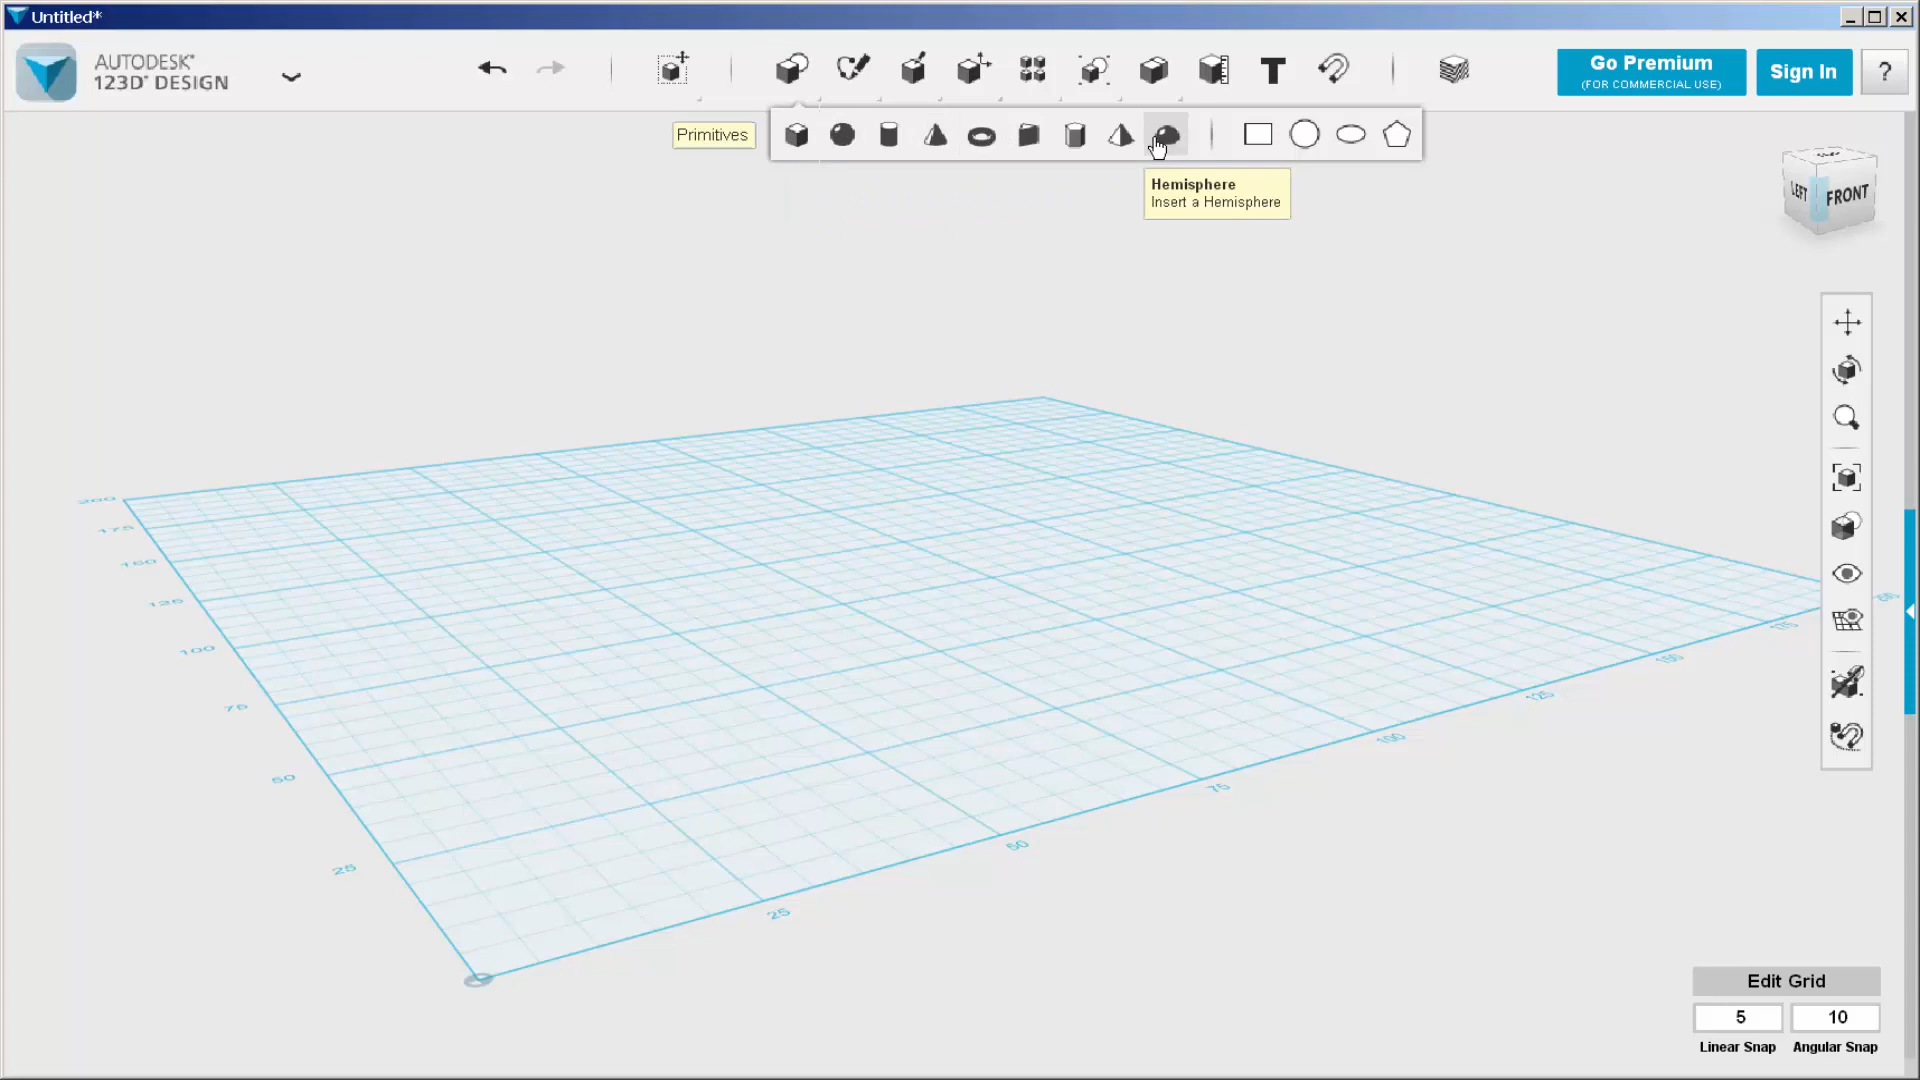 Untitled*
AUTODESK®
123D® DESIGN
T
Go Premium
(FOR COMMERCIAL USE)
Sign In
?
Primitives
Hemisphere
Insert a Hemisphere
LEFT
FRONT
200
175
150
125
100
75
50
25
25
50
75
100
125
150
175
Edit Grid
5
10
Linear Snap
Angular Snap